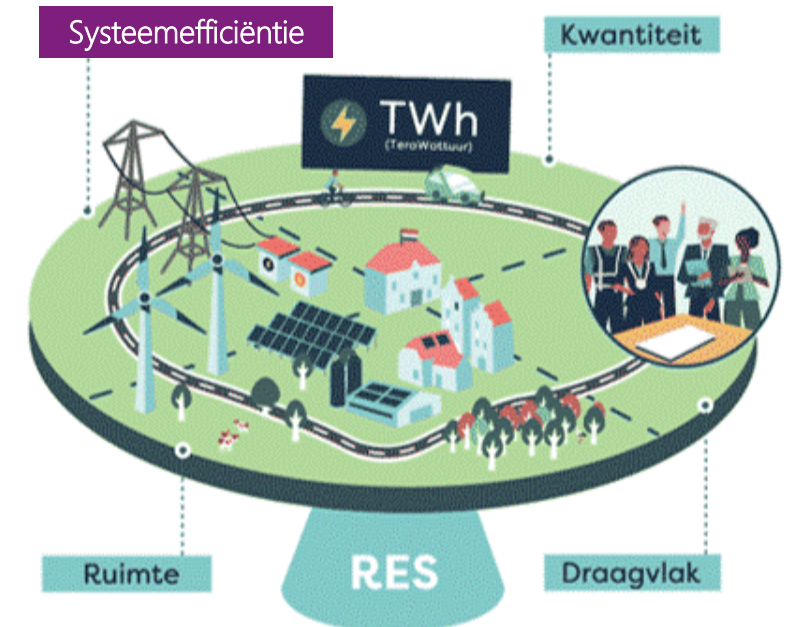 Systeemefficiëntie
Kwantiteit
TWh
(TeraWattuur)
RES
Ruimte
Draagvlak